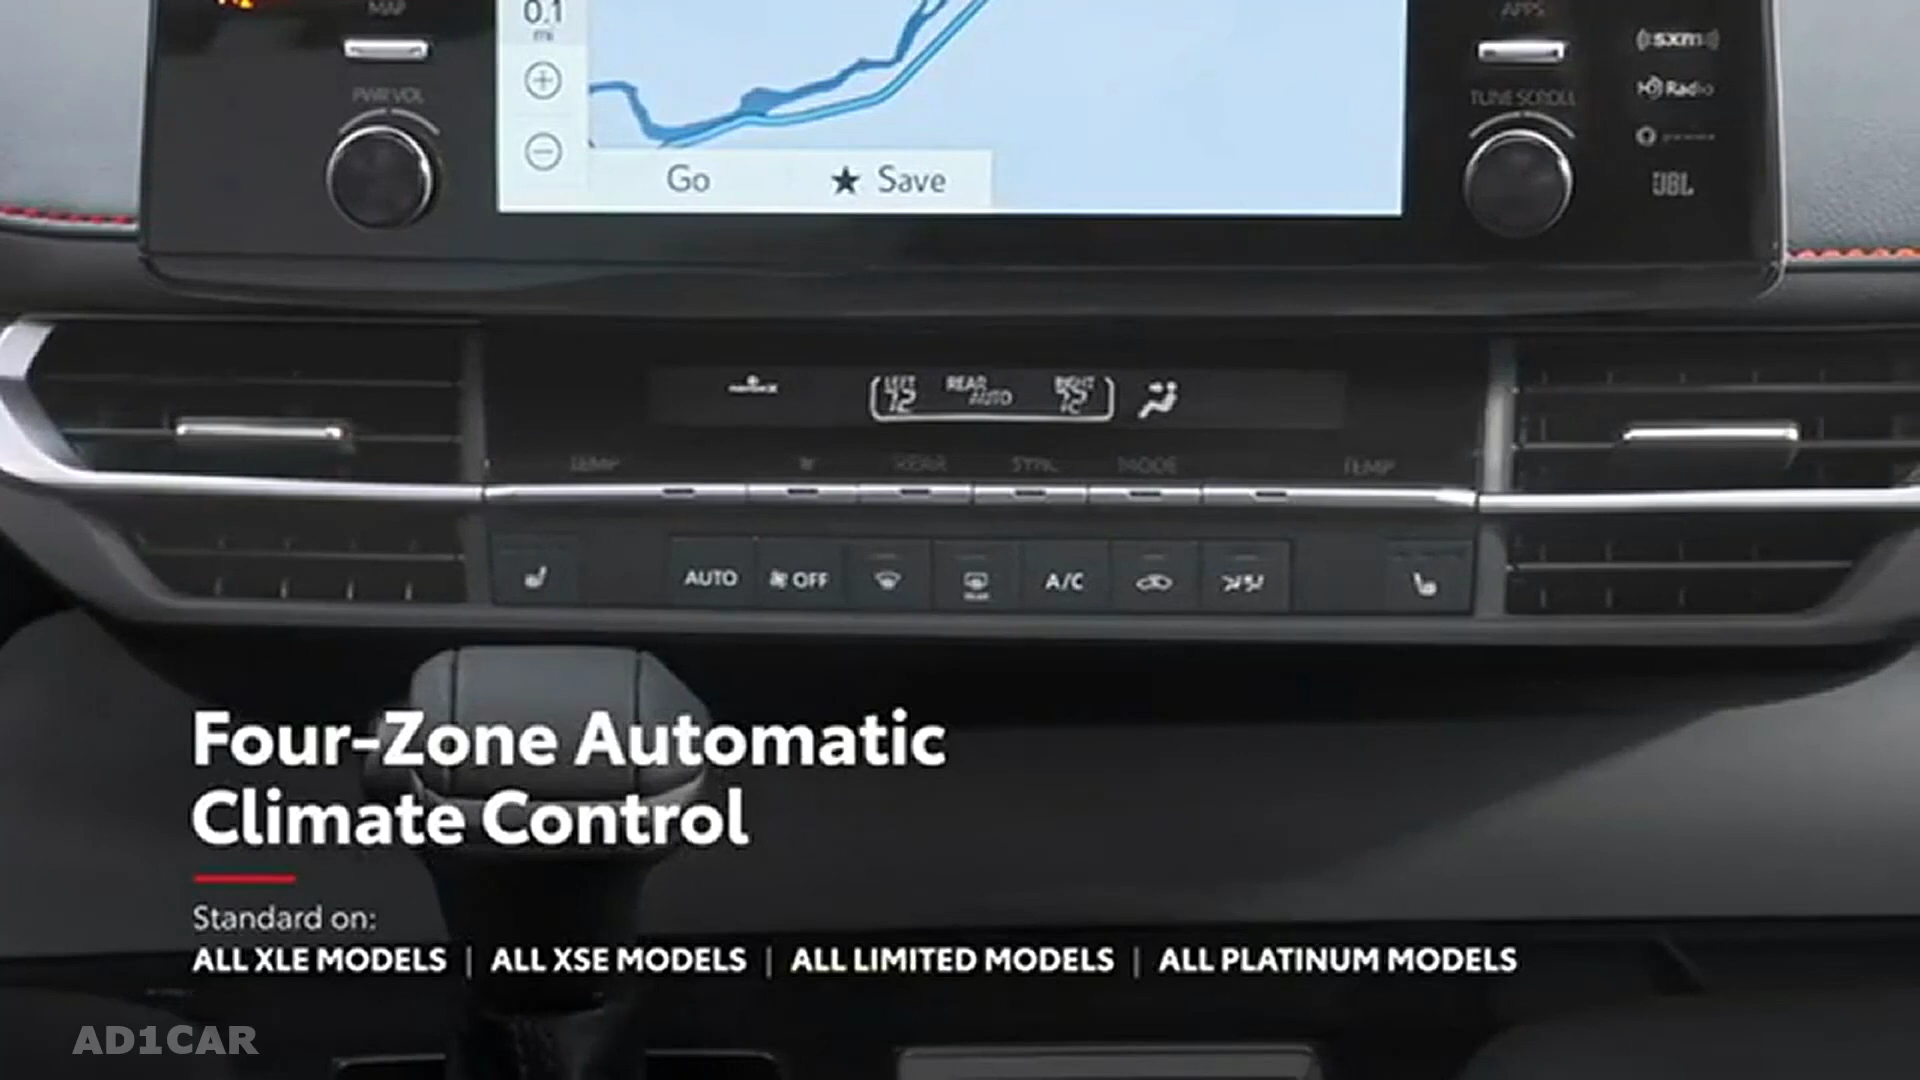 MAP
0.1
mi
APPS
((sxm))
PWR VOL
TUNE SCROLL
HD Radio
Go
★ Save
JBL
LEFT
REAR
RIGHT
72
AUTO
72
TEMP
REAR
SYNC
MODE
TEMP
AUTO
OFF
A/C
Four-Zone Automatic
Climate Control
Standard on:
ALL XLE MODELS | ALL XSE MODELS | ALL LIMITED MODELS | ALL PLATINUM MODELS
AD1CAR